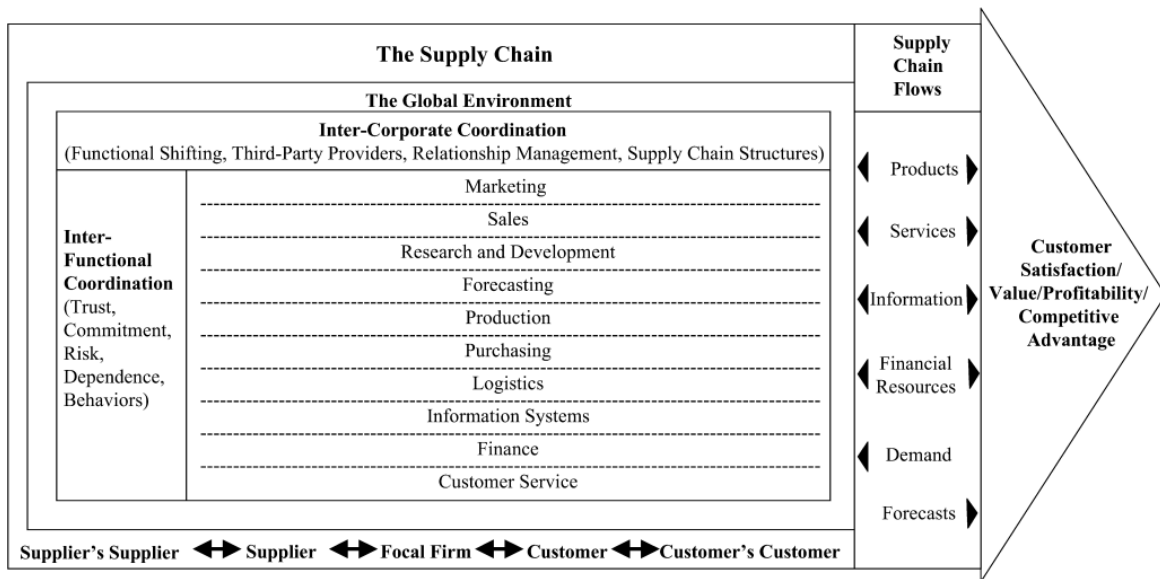 The Supply Chain
The Global Environment
Inter-Corporate Coordination
(Functional Shifting, Third-Party Providers, Relationship Management, Supply Chain Structures)
Inter-
Functional
Coordination
(Trust,
Commitment,
Risk,
Dependence,
Behaviors)
Marketing
Sales
Research and Development
Forecasting
Production
Purchasing
Logistics
Information Systems
Finance
Customer Service
Supplier's Supplier
Supplier
Focal Firm
Customer
Customer's Customer
Supply
Chain
Flows
Products
Services
Information
Financial
Resources
Demand
Forecasts
Customer
Satisfaction/
Value/Profitability/
Competitive
Advantage